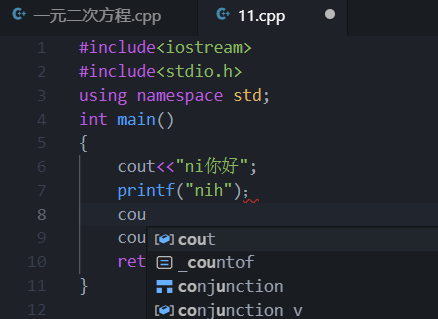 一元二次方程.cpp 11.cpp
1 #include<iostream>
2 #include<stdio.h>
3 using namespace std;
4 int main()
5 {
6 cout<<"ni你好";
7 printf("nih")；
8 cou
9 cou
10 ret
11 }
12
cout
_countof
conjunction
conjunction_v